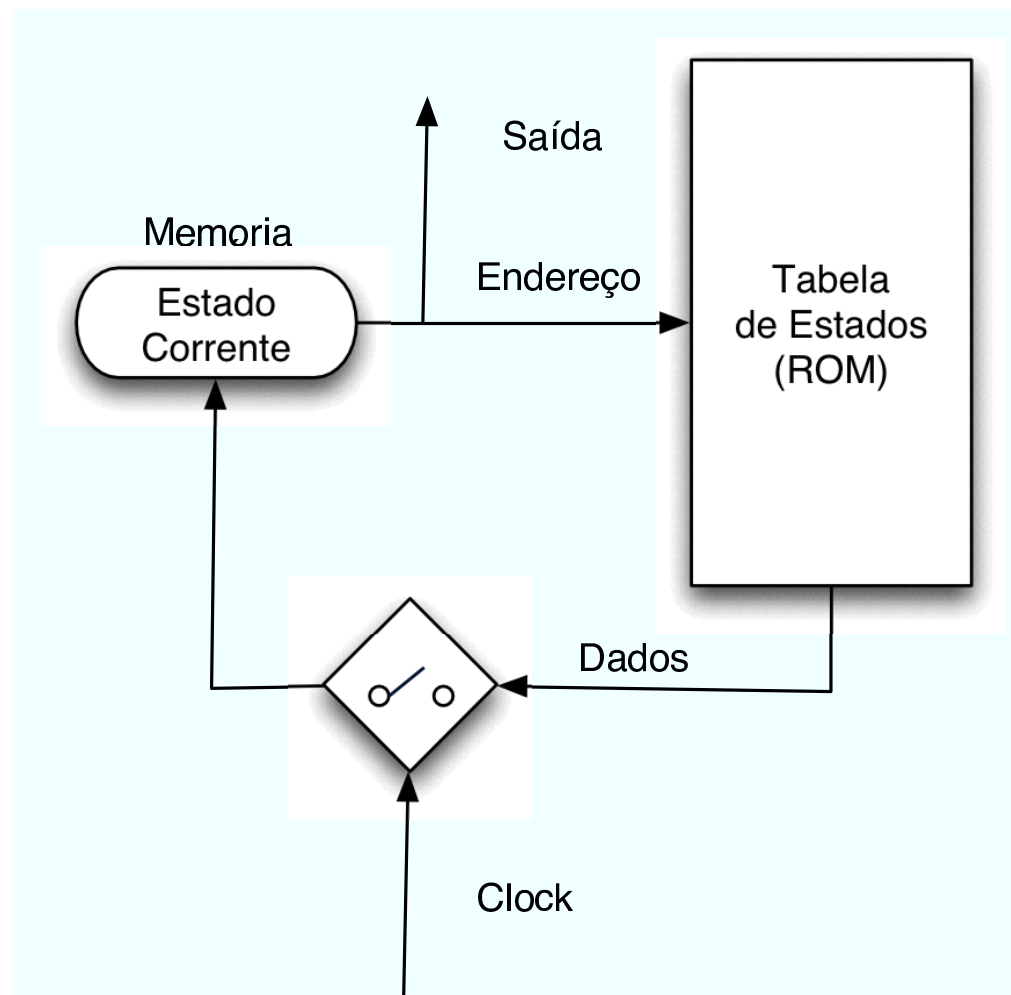 Saída
Memoria
Endereço
Estado
Corrente
Tabela
de Estados
(ROM)
Dados
Clock